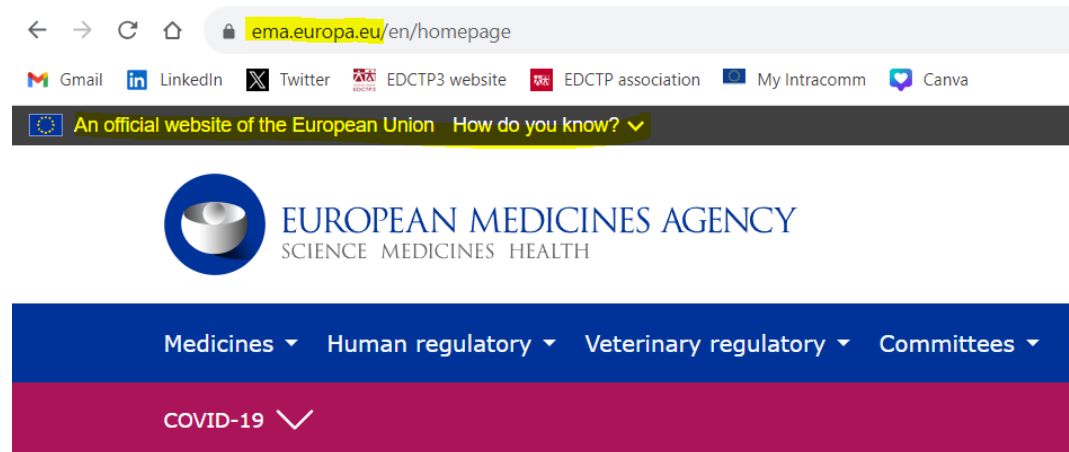 ema.europa.eu/en/homepage
Gmail LinkedIn Twitter EDCTP3 website EDCTP association My Intracomm Canva
An official website of the European Union How do you know?
EUROPEAN MEDICINES AGENCY
SCIENCE MEDICINES HEALTH
Medicines Human regulatory Veterinary regulatory Committees
COVID-19